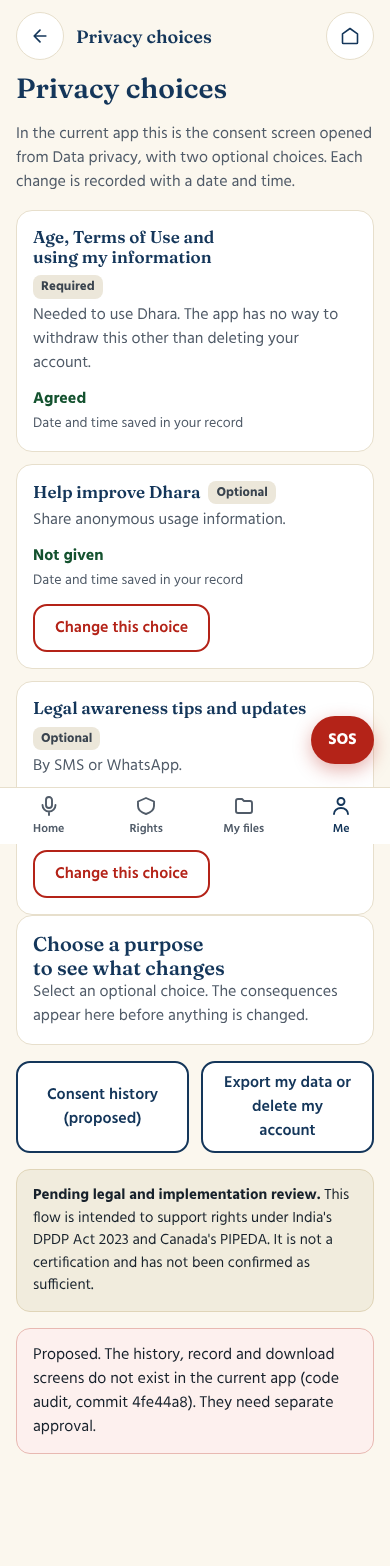 Privacy choices
Privacy choices
In the current app this is the consent screen opened
from Data privacy, with two optional choices. Each
change is recorded with a date and time.
Age, Terms of Use and
using my information
Required
Needed to use Dhara. The app has no way to
withdraw this other than deleting your
account.
Agreed
Date and time saved in your record
Help improve Dhara Optional
Share anonymous usage information.
Not given
Date and time saved in your record
Change this choice
Legal awareness tips and updates
Optional
SOS
By SMS or WhatsApp.
Home Rights My files Me
Change this choice
Choose a purpose
to see what changes
Select an optional choice. The consequences
appear here before anything is changed.
Consent history
(proposed)
Export my data or
delete my
account
Pending legal and implementation review. This
flow is intended to support rights under India's
DPDP Act 2023 and Canada's PIPEDA. It is not a
certification and has not been confirmed as
sufficient.
Proposed. The history, record and download
screens do not exist in the current app (code
audit, commit 4fe44a8). They need separate
approval.